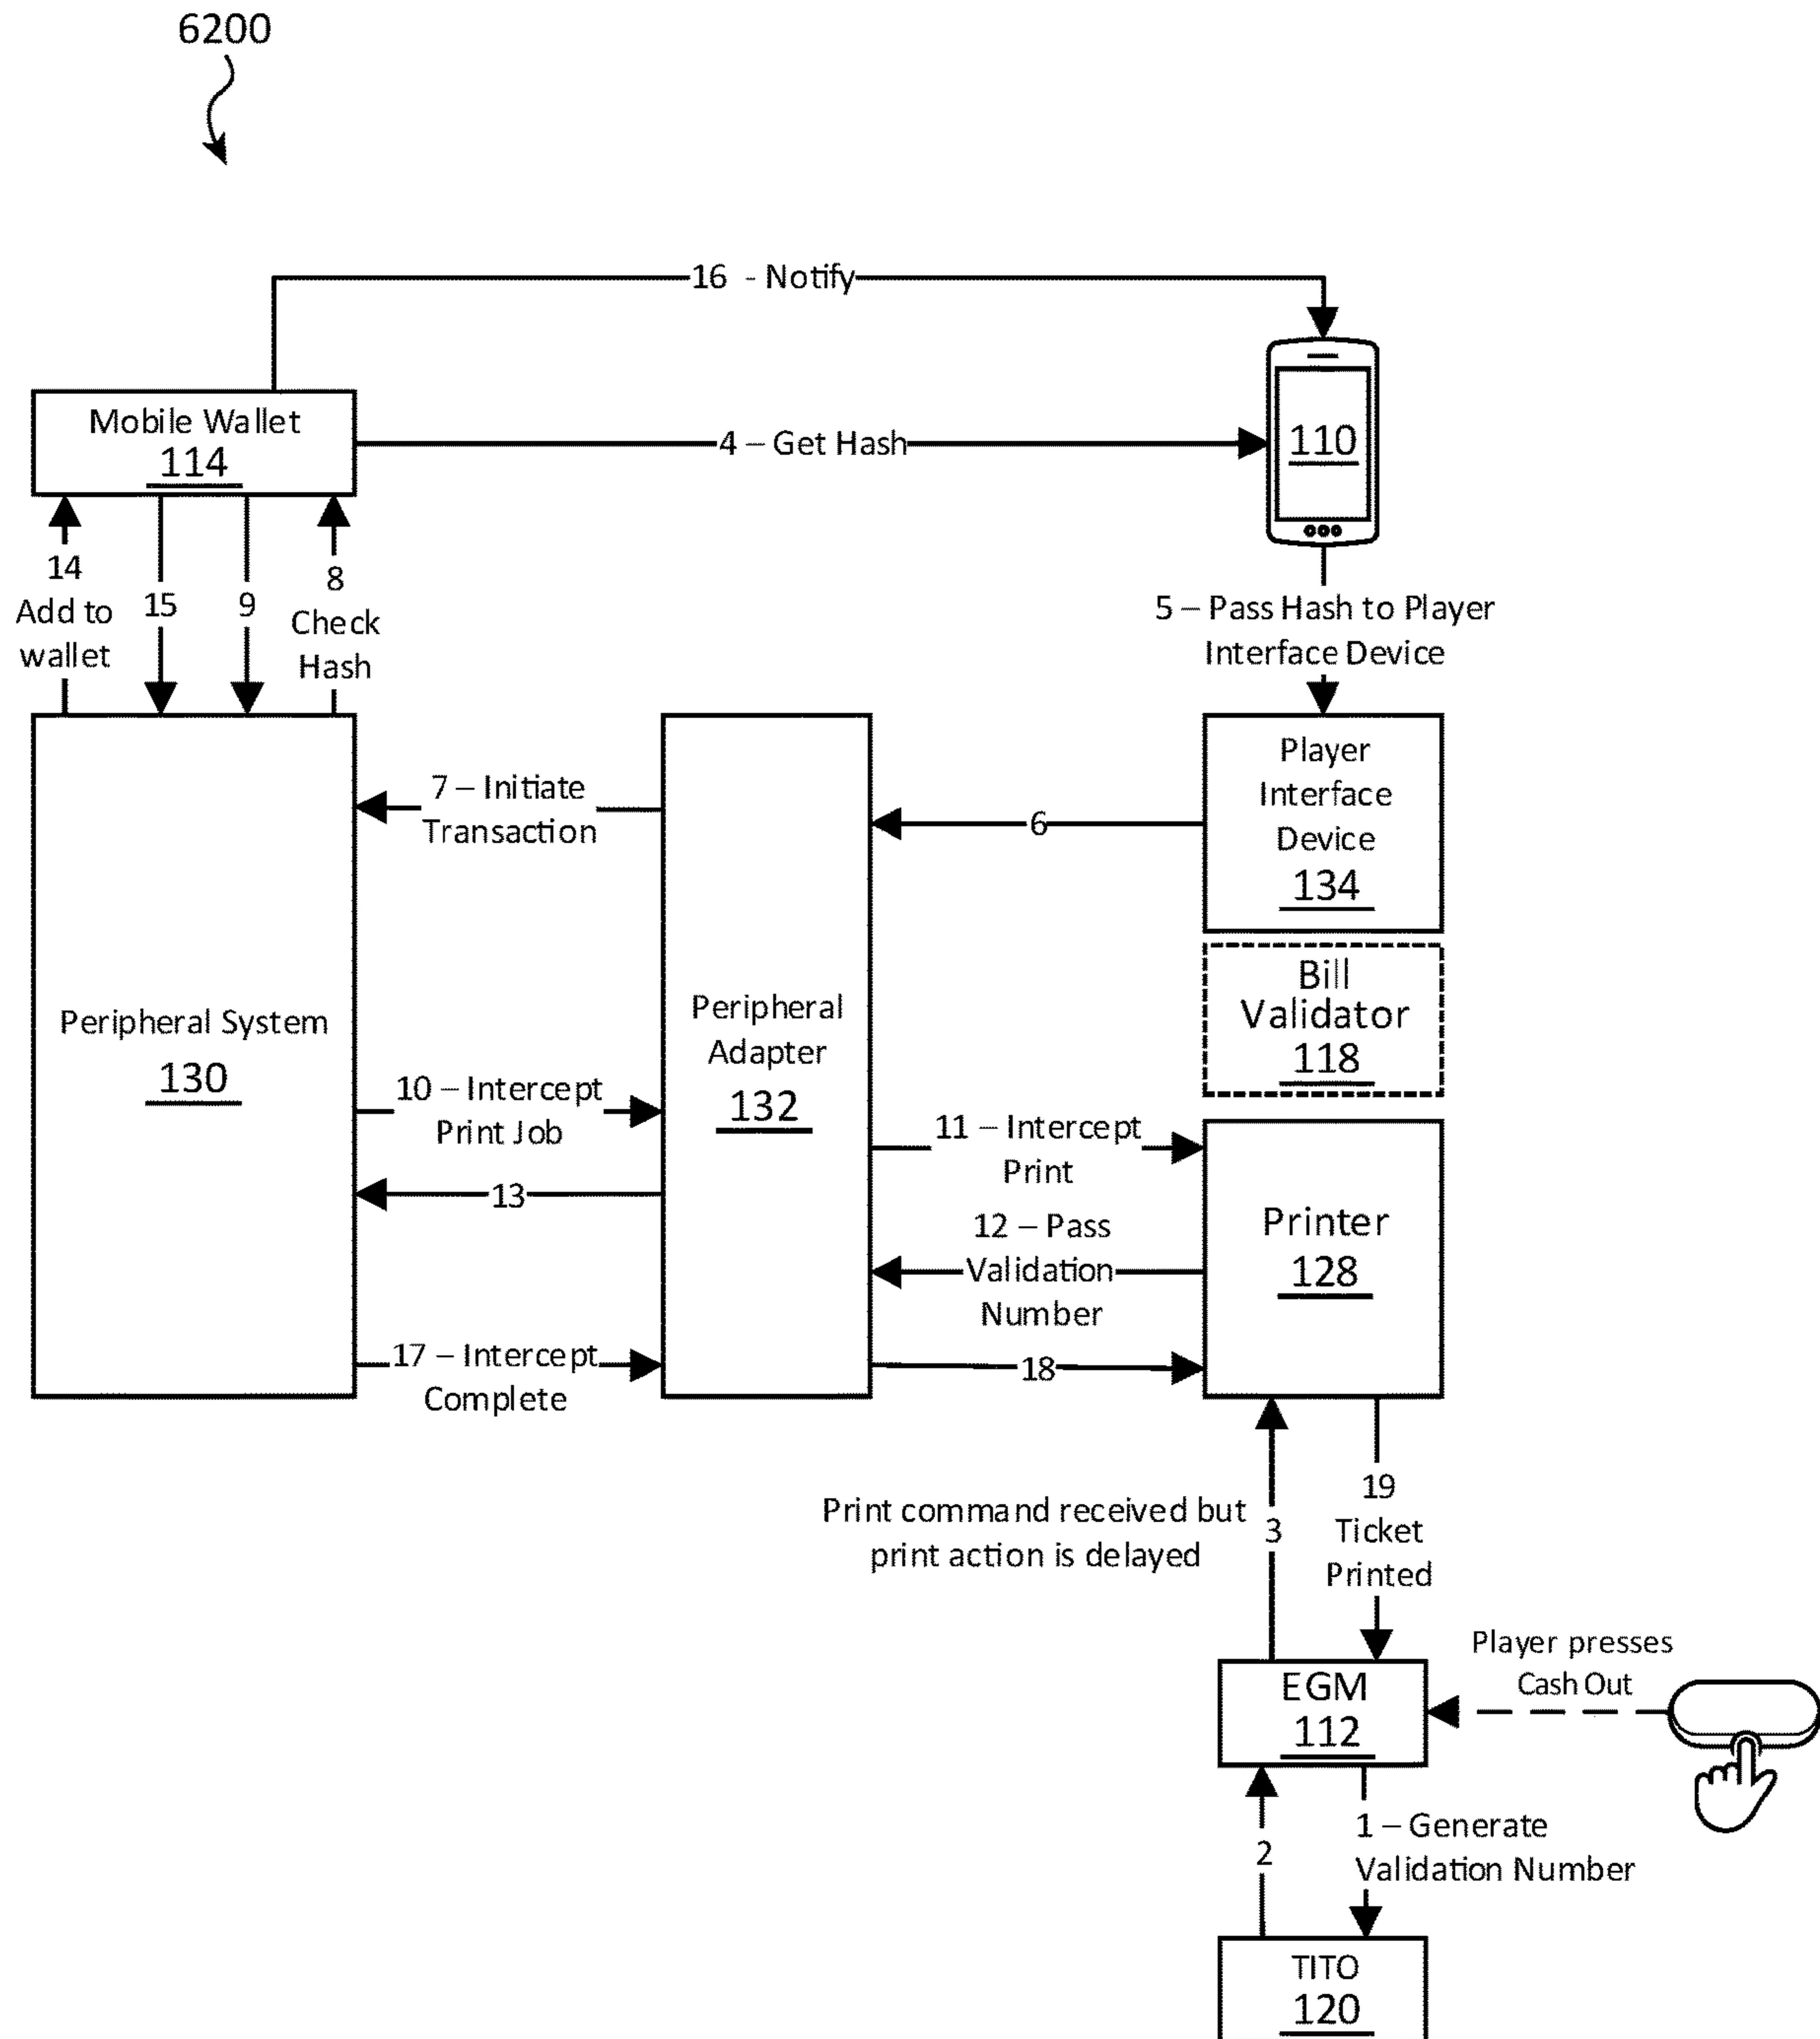 6200
16 - Notify
Mobile Wallet
114
4 – Get Hash
110
14
Add to
wallet
15
9
8
Check
Hash
5 – Pass Hash to Player
Interface Device
7 – Initiate
Transaction
6
Player
Interface
Device
134
Bill
Validator
118
Peripheral System
130
Peripheral
Adapter
132
10 – Intercept
Print Job
11 – Intercept
Print
13
12 – Pass
Validation
Number
Printer
128
17 – Intercept
Complete
18
Print command received but
print action is delayed
3
19
Ticket
Printed
Player presses
Cash Out
EGM
112
2
1 – Generate
Validation Number
TITO
120